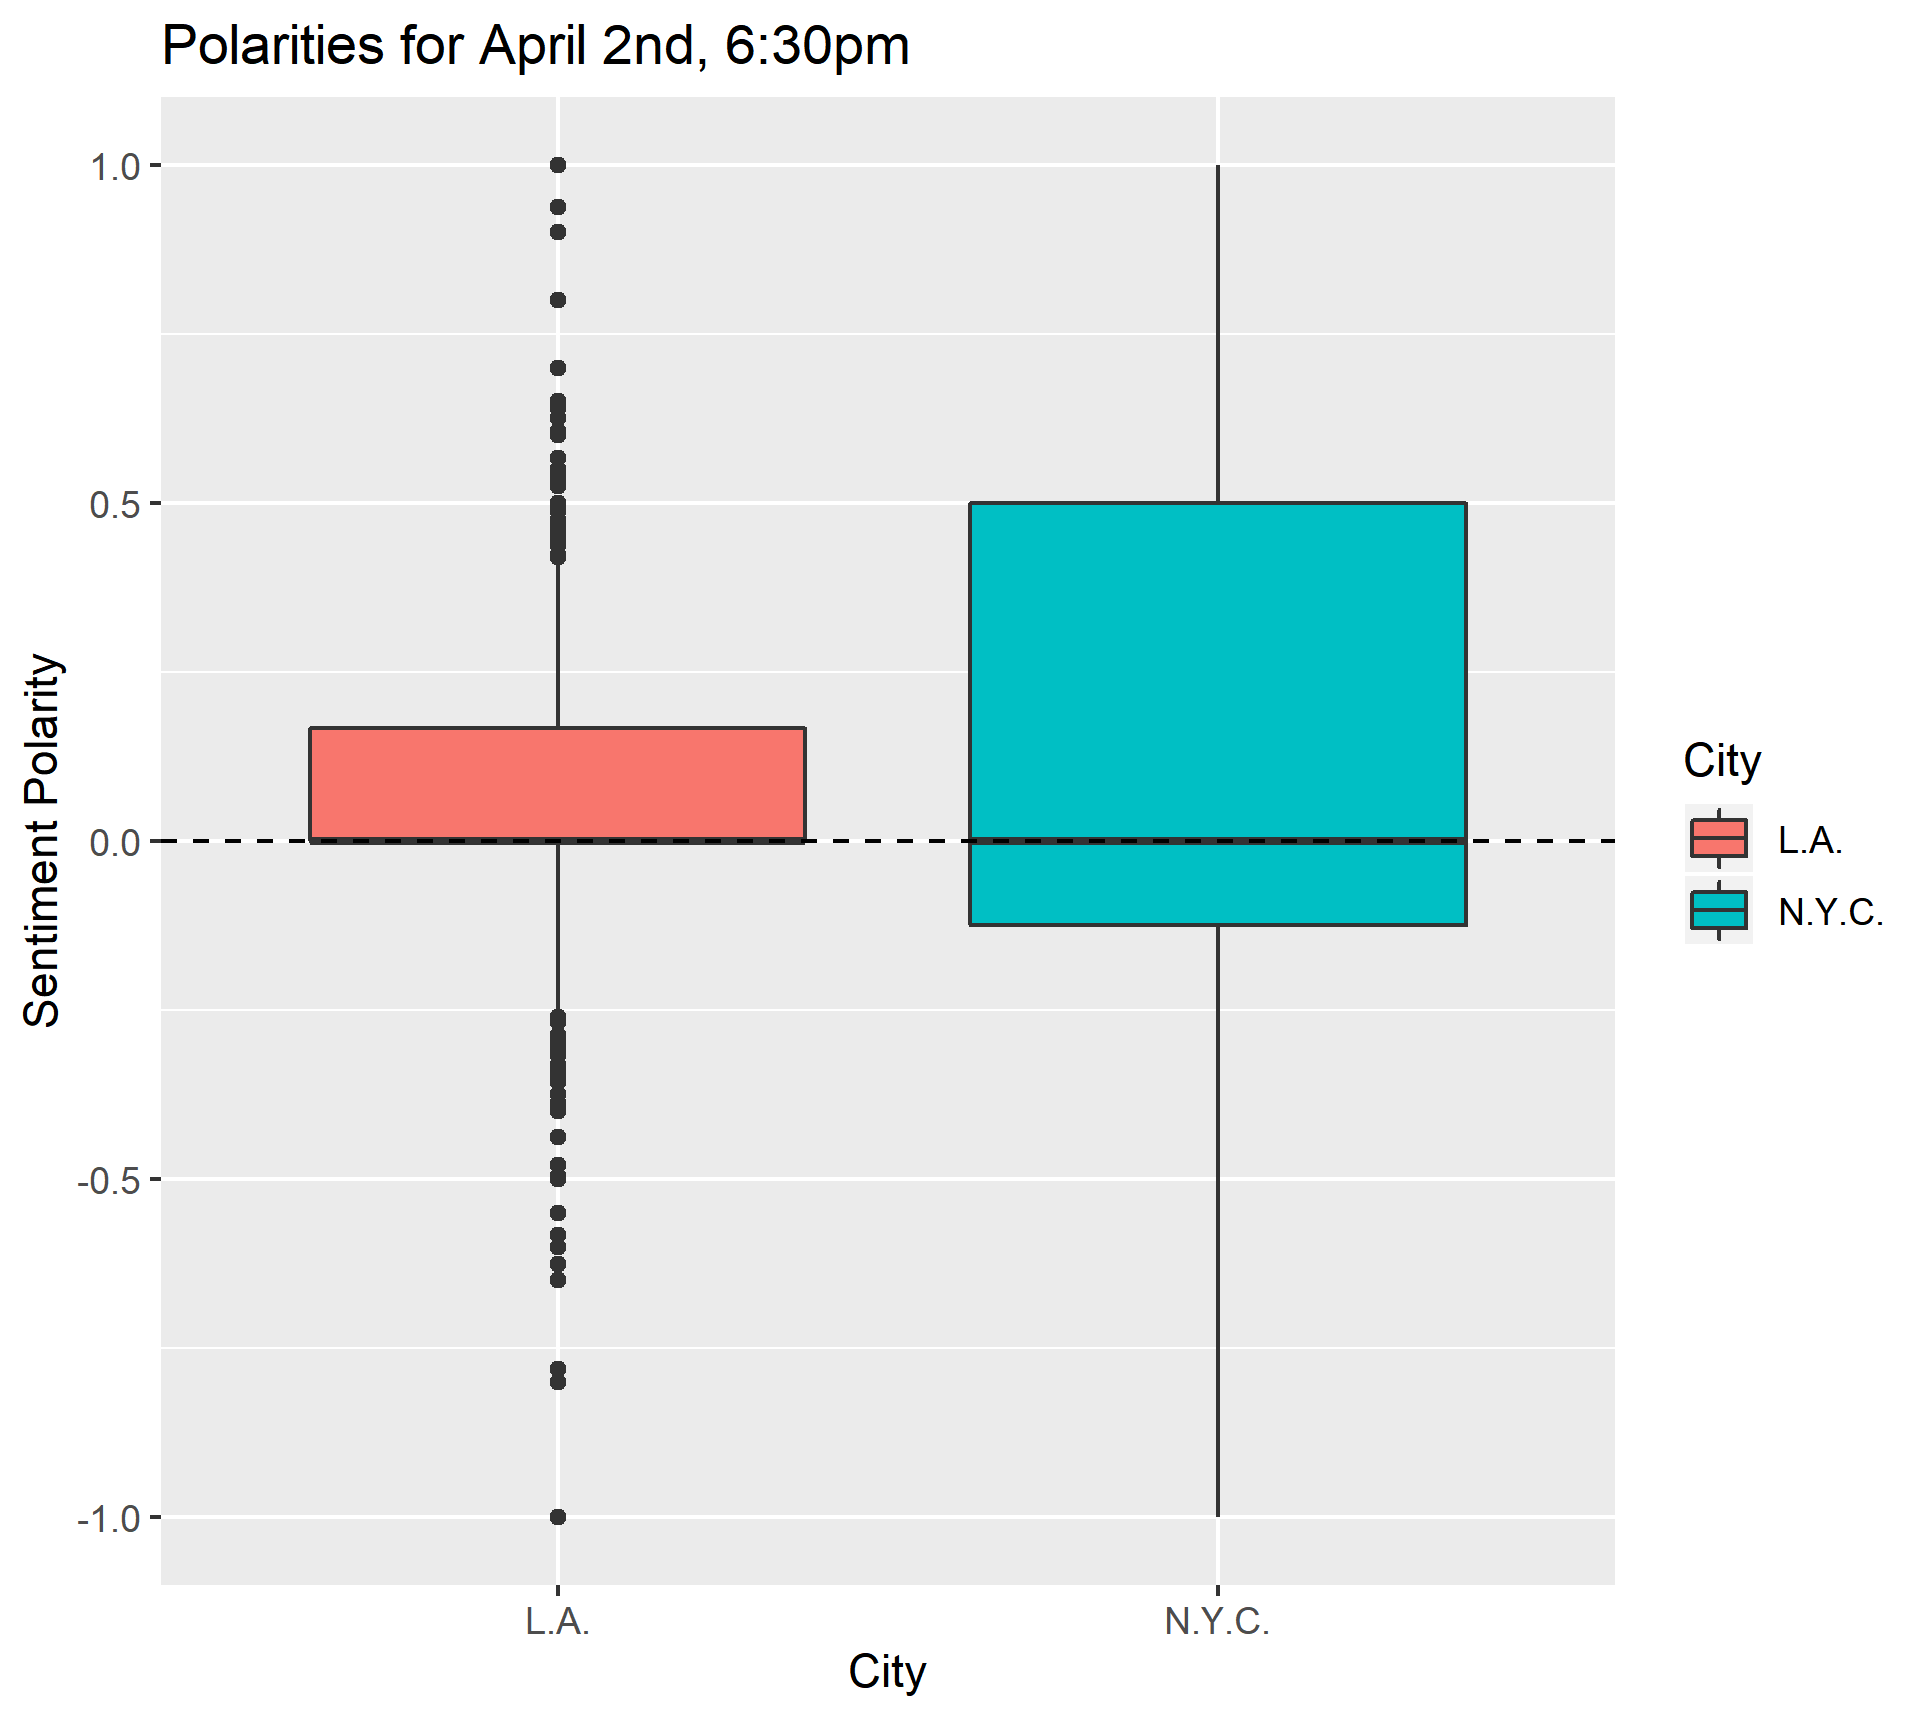 Polarities for April 2nd, 6:30pm
Sentiment Polarity
1.0
0.5
0.0
-0.5
-1.0
L.A.
N.Y.C.
City
City
L.A.
N.Y.C.